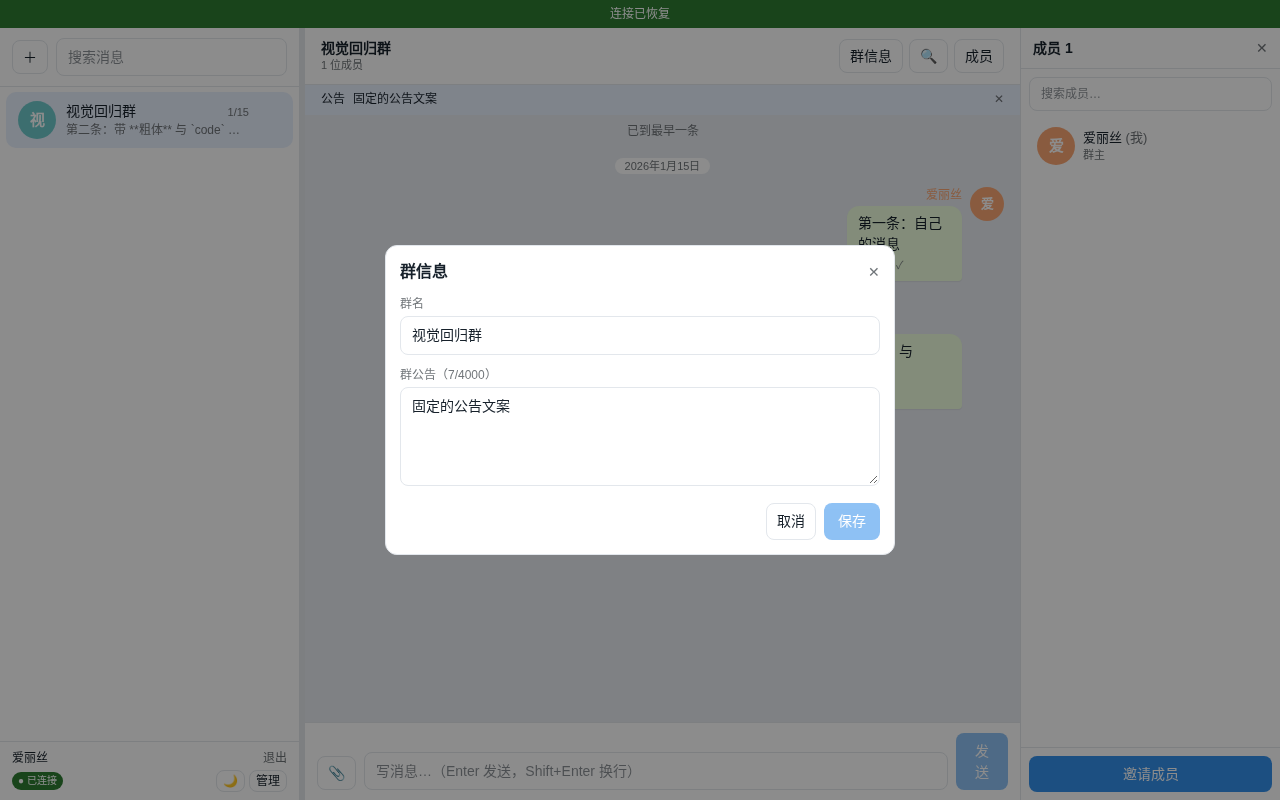 连接已恢复
＋
搜索消息
视
视觉回归群
1/15
第二条：带 **粗体** 与 `code` …
爱丽丝
退出
● 已连接
管理
视觉回归群
1 位成员
群信息
成员
公告 固定的公告文案
×
已到最早一条
2026年1月15日
爱丽丝
爱
第一条：自己
的消息
✓
与
群信息
×
群名
视觉回归群
群公告（7/4000）
固定的公告文案
取消
保存
写消息…（Enter 发送，Shift+Enter 换行）
发
送
成员 1
×
搜索成员…
爱
爱丽丝 (我)
群主
邀请成员